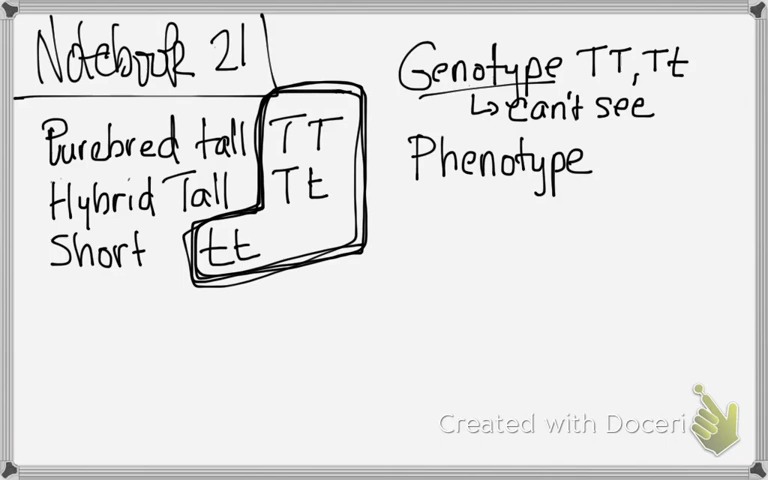 Notebook 21
Purebred tall TT
Hybrid Tall Tt
Short tt
Genotype TT, Tt
↳ can't see
Phenotype
Created with Doceri